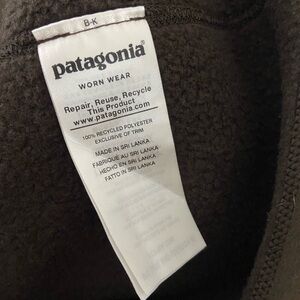 B-K
patagonia®
WORN WEAR
Repair, Reuse, Recycle
This Product
www.patagonia.com
100% RECYCLED POLYESTER
EXCLUSIVE OF TRIM
MADE IN SRI LANKA
FABRIQUÉ AU SRI LANKA
HECHO EN SRI LANKA
FATTO IN SRI LANKA